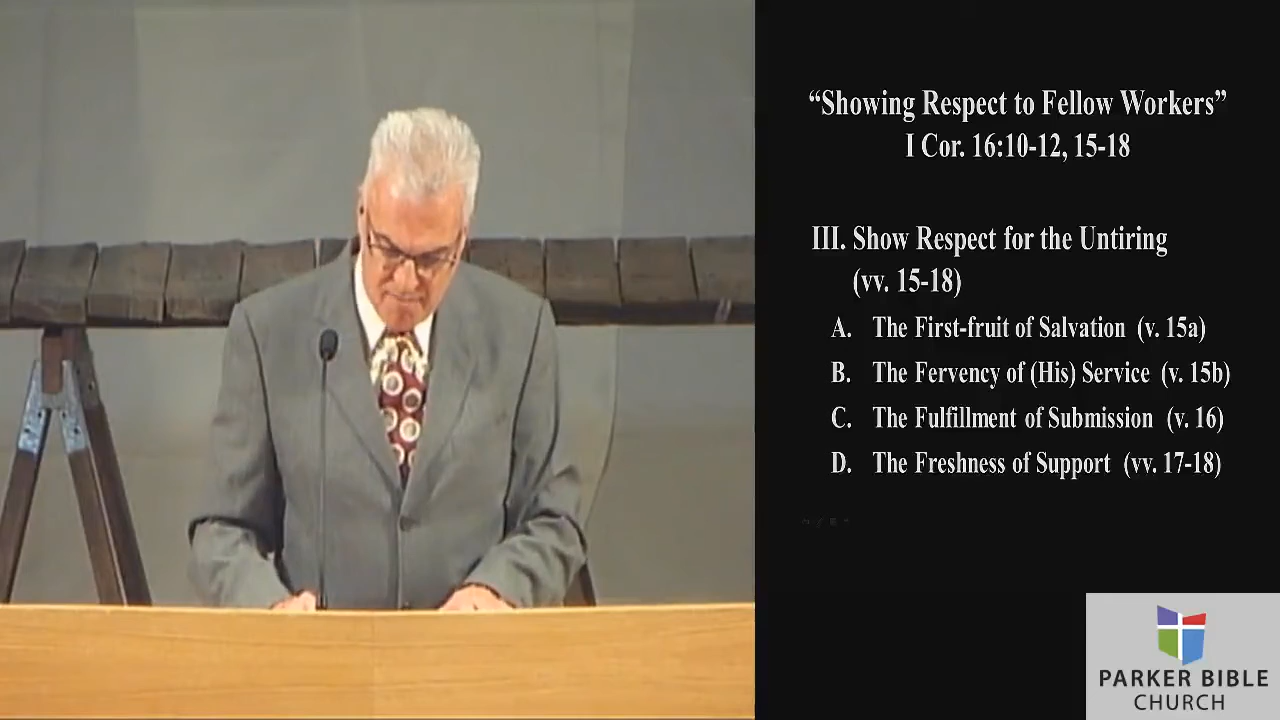 “Showing Respect to Fellow Workers”
I Cor. 16:10-12, 15-18
III. Show Respect for the Untiring
(vv. 15-18)
A. The First-fruit of Salvation (v. 15a)
B. The Fervency of (His) Service (v. 15b)
C. The Fulfillment of Submission (v. 16)
D. The Freshness of Support (vv. 17-18)
PARKER BIBLE
CHURCH